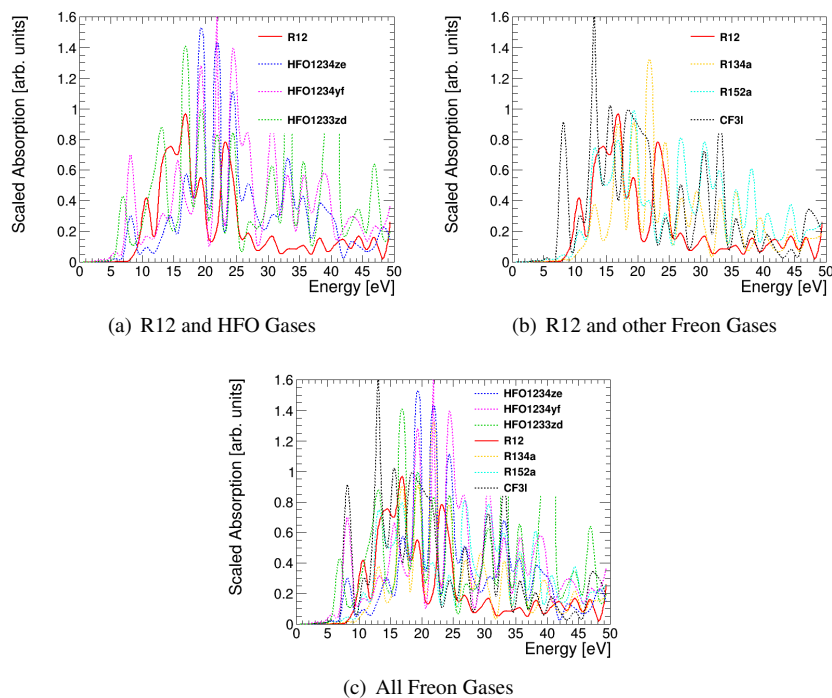 Scaled Absorption [arb. units]
1.6
1.4
1.2
1
0.8
0.6
0.4
0.2
0
R12
HFO1234ze
HFO1234yf
HFO1233zd
0 5 10 15 20 25 30 35 40 45 50
Energy [eV]
(a) R12 and HFO Gases
Scaled Absorption [arb. units]
1.6
1.4
1.2
1
0.8
0.6
0.4
0.2
0
R12
R134a
R152a
CF3I
0 5 10 15 20 25 30 35 40 45 50
Energy [eV]
(b) R12 and other Freon Gases
Scaled Absorption [arb. units]
1.6
1.4
1.2
1
0.8
0.6
0.4
0.2
0
HFO1234ze
HFO1234yf
HFO1233zd
R12
R134a
R152a
CF3I
0 5 10 15 20 25 30 35 40 45 50
Energy [eV]
(c) All Freon Gases